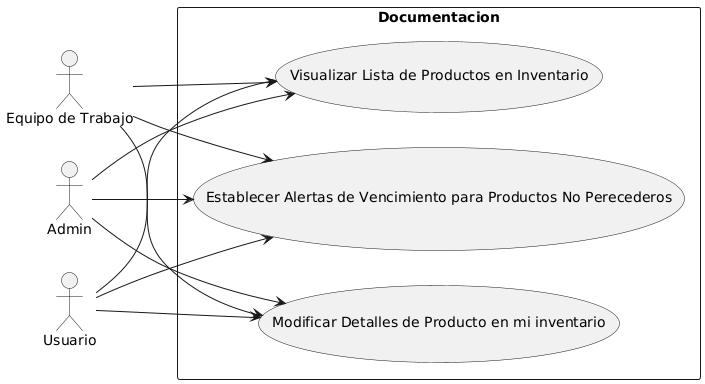 Documentacion
Visualizar Lista de Productos en Inventario
Equipo de Trabajo
Establecer Alertas de Vencimiento para Productos No Perecederos
Admin
Modificar Detalles de Producto en mi inventario
Usuario